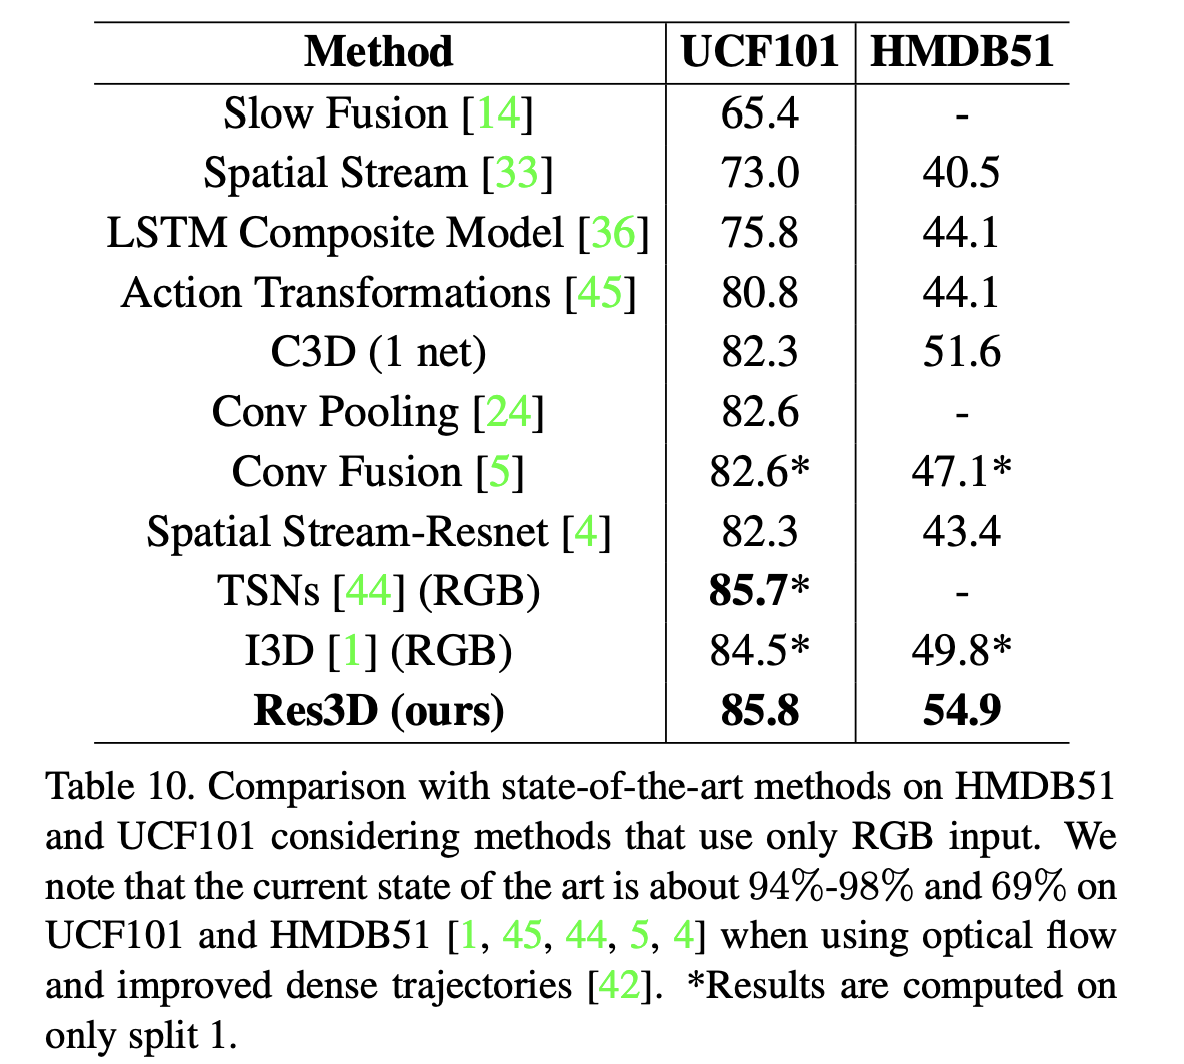 Method UCF101 HMDB51
Slow Fusion [14] 65.4 -
Spatial Stream [33] 73.0 40.5
LSTM Composite Model [36] 75.8 44.1
Action Transformations [45] 80.8 44.1
C3D (1 net) 82.3 51.6
Conv Pooling [24] 82.6 -
Conv Fusion [5] 82.6* 47.1*
Spatial Stream-Resnet [4] 82.3 43.4
TSNs [44] (RGB) 85.7* -
I3D [1] (RGB) 84.5* 49.8*
Res3D (ours) 85.8 54.9
Table 10. Comparison with state-of-the-art methods on HMDB51
and UCF101 considering methods that use only RGB input. We
note that the current state of the art is about 94%-98% and 69% on
UCF101 and HMDB51 [1, 45, 44, 5, 4] when using optical flow
and improved dense trajectories [42]. *Results are computed on
only split 1.